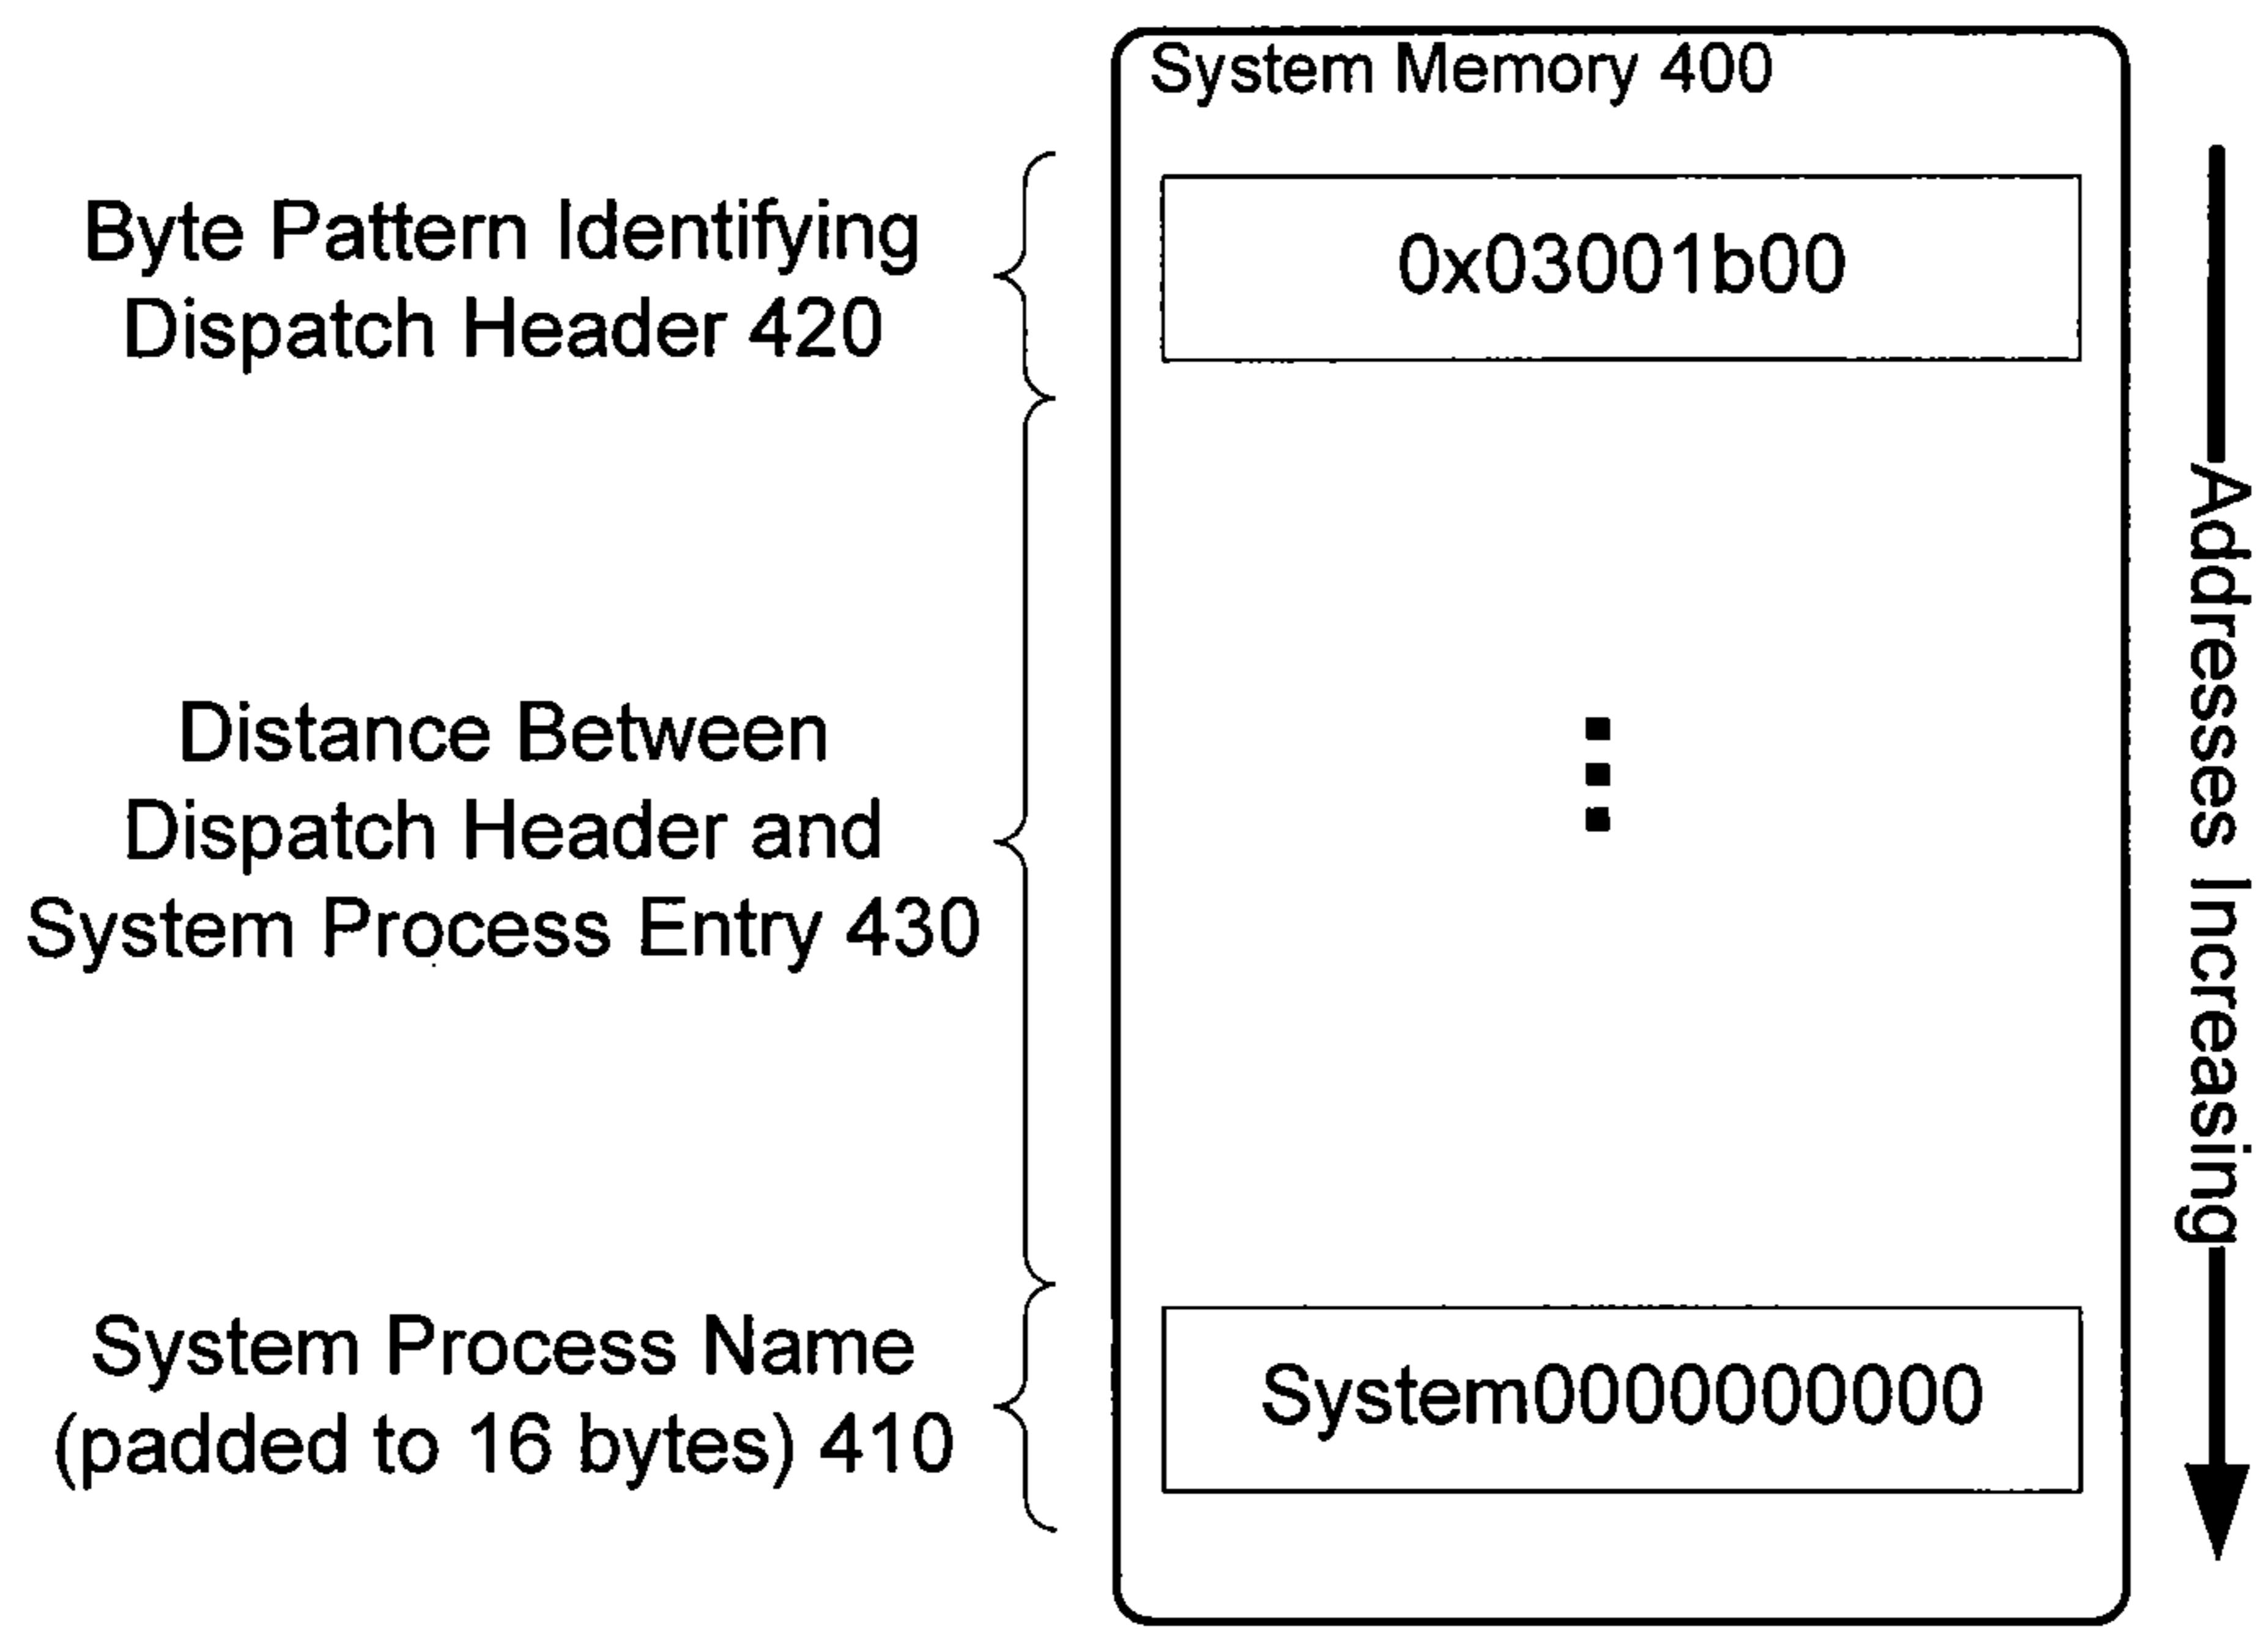 System Memory 400
Byte Pattern Identifying
Dispatch Header 420
0x03001b00
Distance Between
Dispatch Header and
System Process Entry 430
System Process Name
(padded to 16 bytes) 410
System0000000000
Addresses Increasing